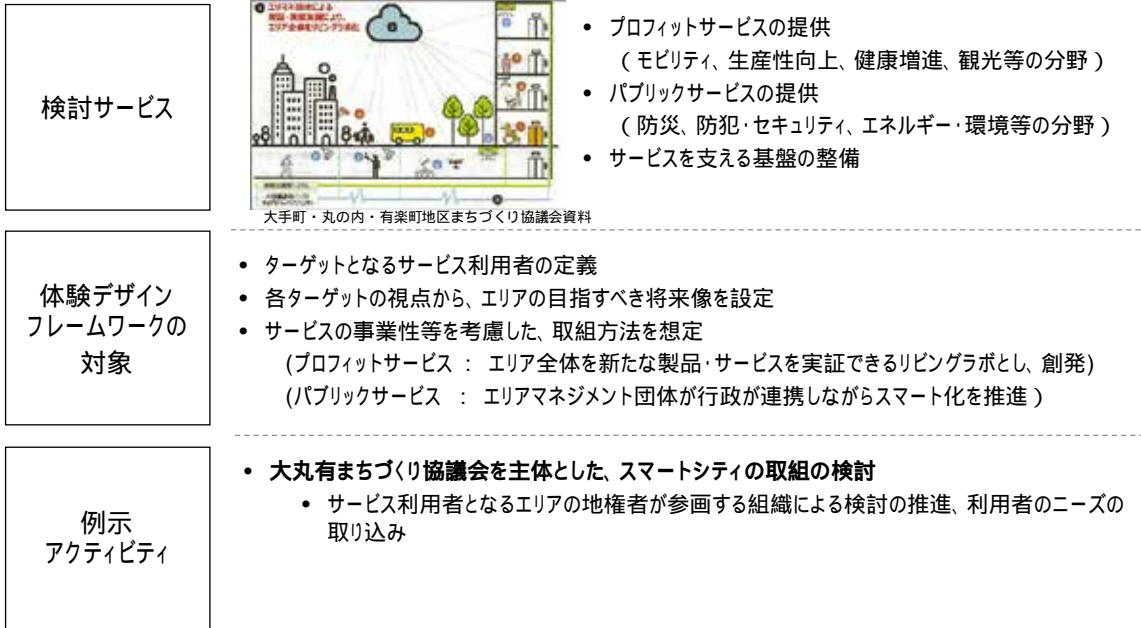 検討サービス
エリア全体をリビングラボ化
大手町・丸の内・有楽町地区まちづくり協議会資料
• プロフィットサービスの提供
（モビリティ、生産性向上、健康増進、観光等の分野）
• パブリックサービスの提供
（防災、防犯・セキュリティ、エネルギー・環境等の分野）
• サービスを支える基盤の整備
体験デザイン
フレームワークの
対象
• ターゲットとなるサービス利用者の定義
• 各ターゲットの視点から、エリアの目指すべき将来像を設定
• サービスの事業性等を考慮した、取組方法を想定
(プロフィットサービス ： エリア全体を新たな製品・サービスを実証できるリビングラボとし、創発)
(パブリックサービス ： エリアマネジメント団体が行政が連携しながらスマート化を推進）
例示
アクティビティ
• 大丸有まちづくり協議会を主体とした、スマートシティの取組の検討
• サービス利用者となるエリアの地権者が参画する組織による検討の推進、利用者のニーズの
取り込み